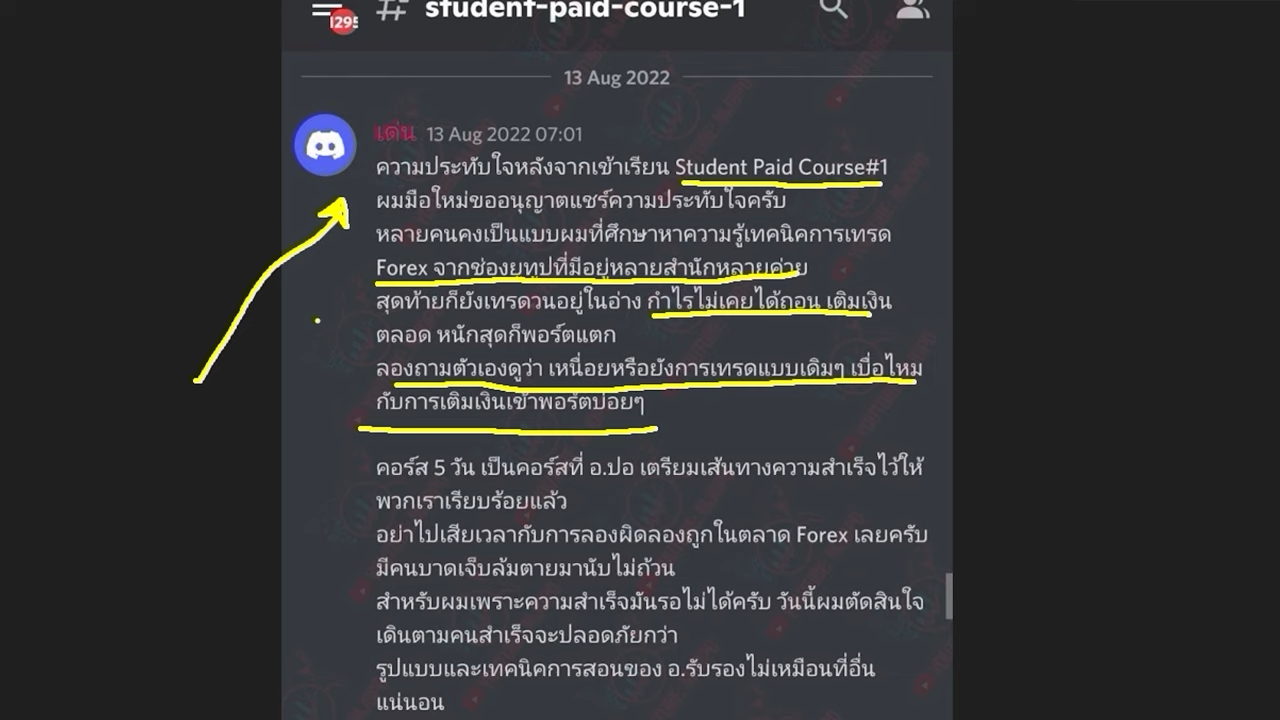 1295
# student-paid-course-1
13 Aug 2022
เด่น 13 Aug 2022 07:01
ความประทับใจหลังจากเข้าเรียน Student Paid Course#1
ผมมือใหม่ขออนุญาตแชร์ความประทับใจครับ
หลายคนคงเป็นแบบผมที่ศึกษาหาความรู้เทคนิคการเทรด
Forex จากช่องยูทูปที่มีอยู่หลายสำนักหลายค่าย
สุดท้ายก็ยังเทรดวนอยู่ในอ่าง กำไรไม่เคยได้ถอน เติมเงิน
ตลอด หนักสุดก็พอร์ตแตก
ลองถามตัวเองดูว่า เหนื่อยหรือยังการเทรดแบบเดิมๆ เบื่อไหม
กับการเติมเงินเข้าพอร์ตบ่อยๆ
คอร์ส 5 วัน เป็นคอร์สที่ อ.ปอ เตรียมเส้นทางความสำเร็จไว้ให้
พวกเราเรียบร้อยแล้ว
อย่าไปเสียเวลากับการลองผิดลองถูกในตลาด Forex เลยครับ
มีคนบาดเจ็บล้มตายมานับไม่ถ้วน
สำหรับผมเพราะความสำเร็จมันรอไม่ได้ครับ วันนี้ผมตัดสินใจ
เดินตามคนสำเร็จจะปลอดภัยกว่า
รูปแบบและเทคนิคการสอนของ อ.รับรองไม่เหมือนที่อื่น
แน่นอน